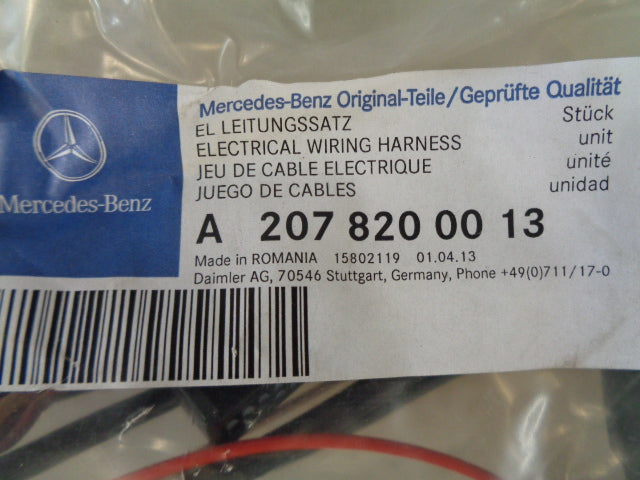 Mercedes-Benz
Mercedes-Benz Original-Teile/Geprüfte Qualität
EL LEITUNGSSATZ Stück
ELECTRICAL WIRING HARNESS unit
JEU DE CABLE ELECTRIQUE unité
JUEGO DE CABLES unidad
A 207 820 00 13
Made in ROMANIA 15802119 01.04.13
Daimler AG, 70546 Stuttgart, Germany, Phone +49(0)711/17-0